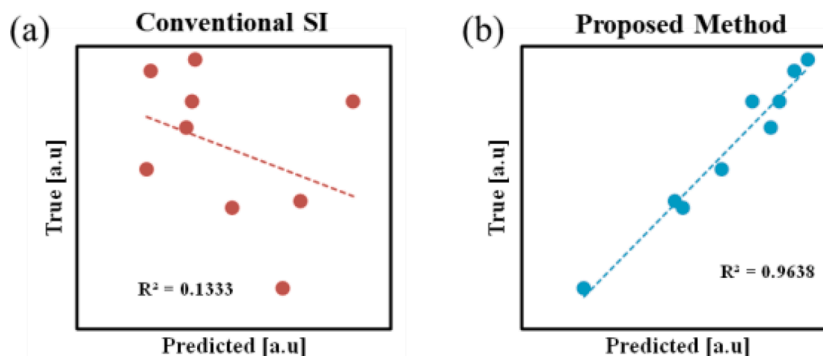 (a)
Conventional SI
True [a.u]
R² = 0.1333
Predicted [a.u]
(b)
Proposed Method
True [a.u]
R² = 0.9638
Predicted [a.u]